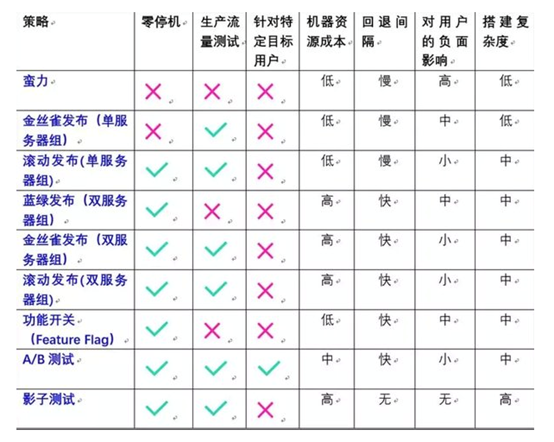 策略 零停机 生产流量测试 针对特定目标用户 机器资源成本 回退间隔 对用户的负面影响 搭建复杂度
蛮力 低 慢 高 低
金丝雀发布（单服务器组） 低 慢 中 低
滚动发布(单服务器组) 低 慢 小 中
蓝绿发布（双服务器组） 高 快 中 中
金丝雀发布（双服务器组） 高 快 小 中
滚动发布(双服务器组) 高 快 小 中
功能开关（Feature Flag） 低 快 中 中
A/B 测试 中 快 小 中
影子测试 高 无 无 高